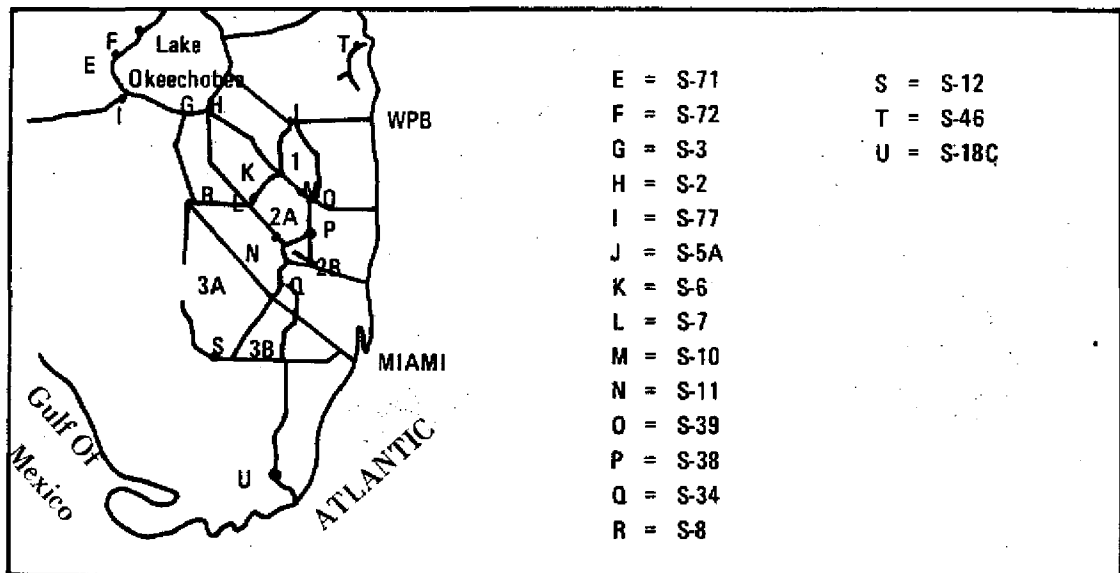 F
Lake
T
E
Okeechobee
E = S-71
S = S-12
I
G
H
J
WPB
F = S-72
T = S-46
G = S-3
U = S-18C
1
K
H = S-2
R
L
M
O
I = S-77
2A
P
J = S-5A
N
2B
K = S-6
3A
Q
L = S-7
S
3B
MIAMI
M = S-10
N = S-11
Gulf Of
Mexico
O = S-39
U
ATLANTIC
P = S-38
Q = S-34
R = S-8